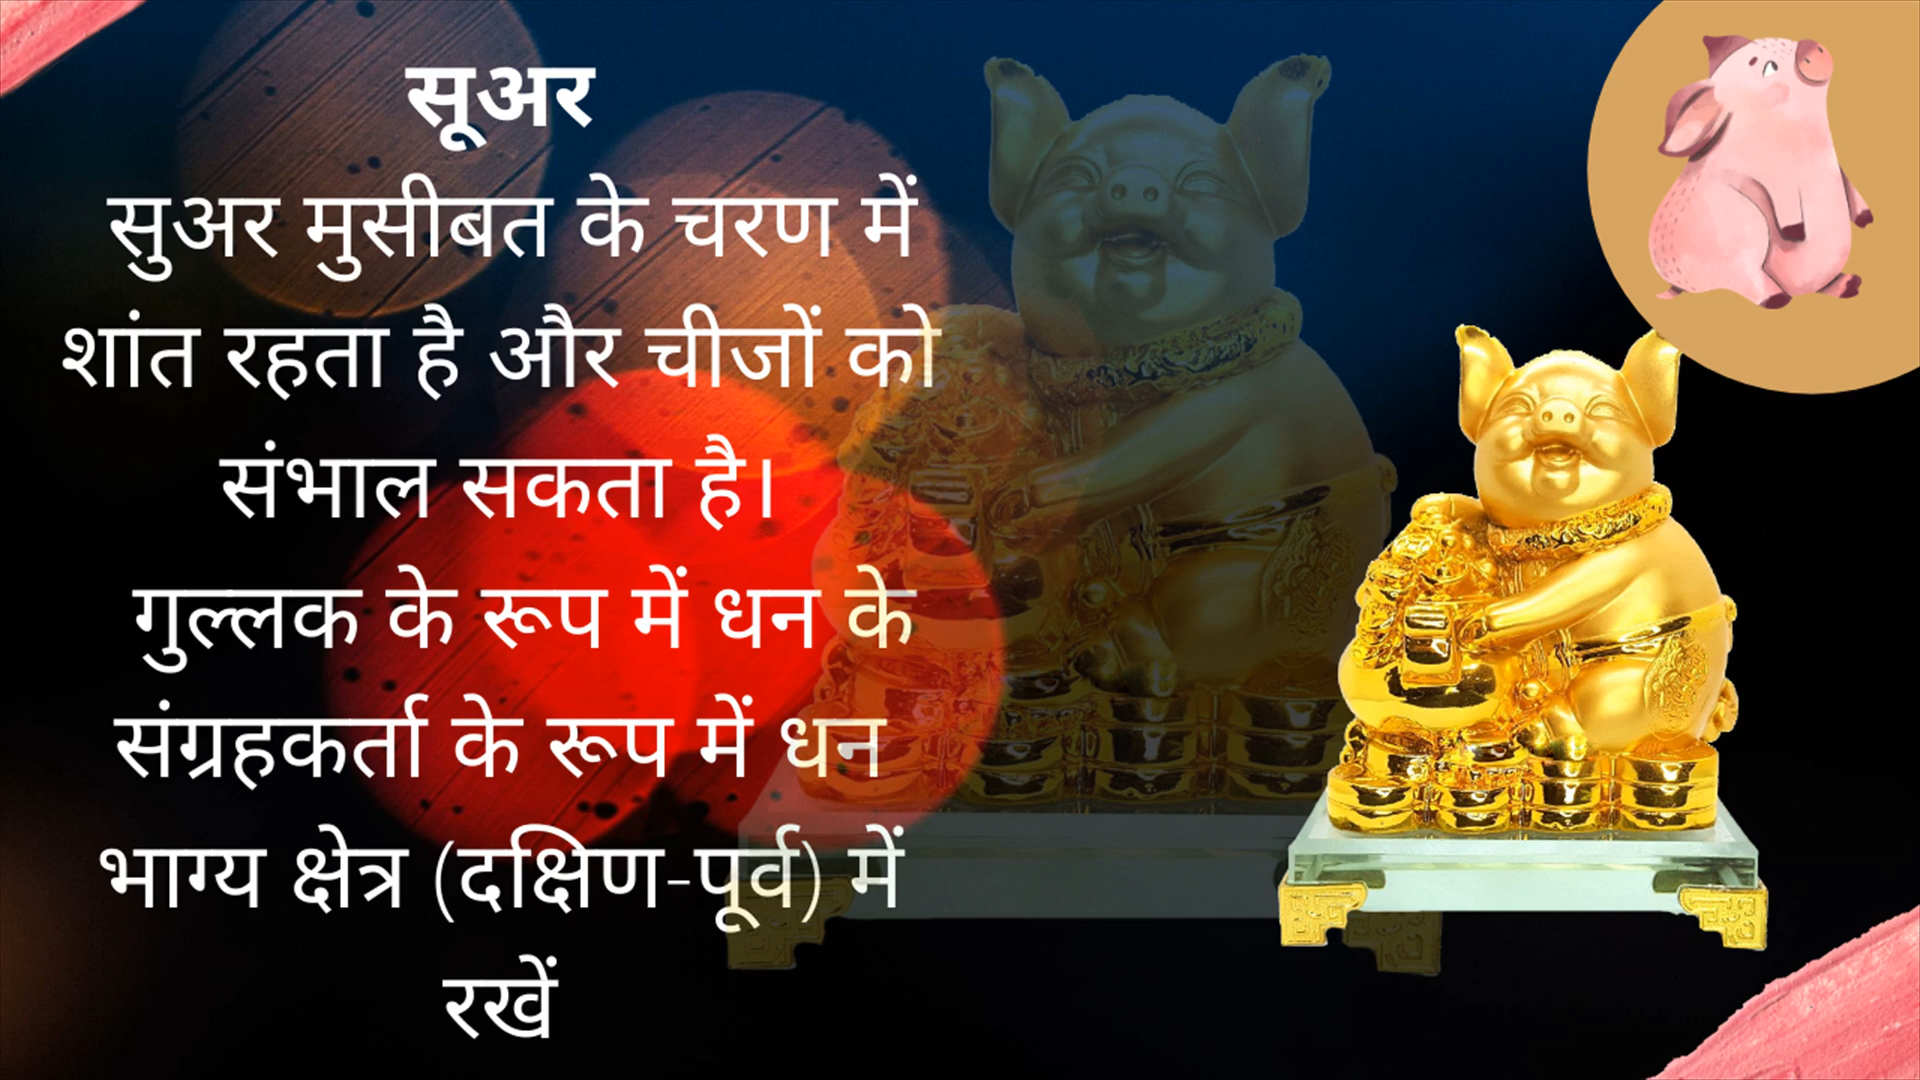 सूअर
सुअर मुसीबत के चरण में
शांत रहता है और चीजों को
संभाल सकता है।
गुल्लक के रूप में धन के
संग्रहकर्ता के रूप में धन
भाग्य क्षेत्र (दक्षिण-पूर्व) में
रखें